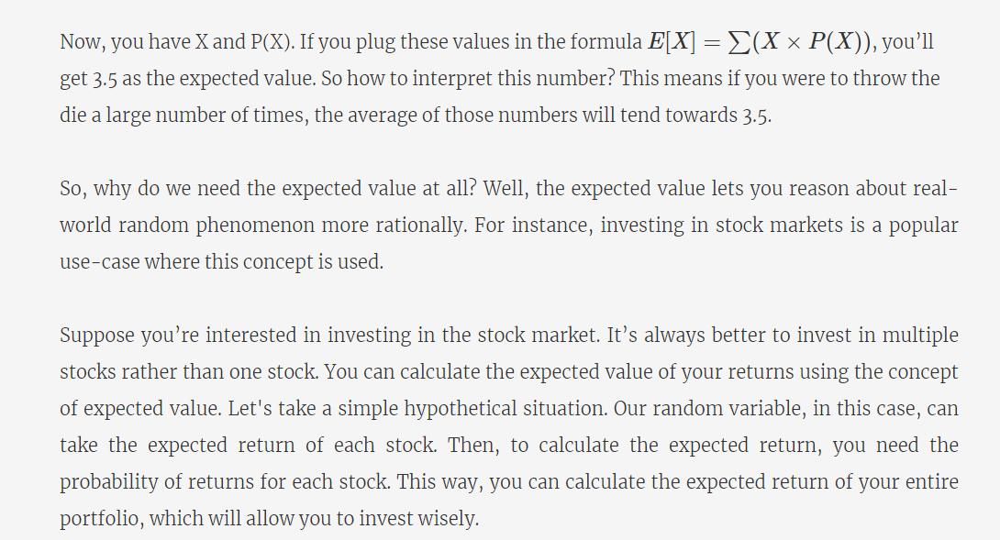 Now, you have X and P(X). If you plug these values in the formula E[X] = ∑(X × P(X)), you’ll
get 3.5 as the expected value. So how to interpret this number? This means if you were to throw the
die a large number of times, the average of those numbers will tend towards 3.5.
So, why do we need the expected value at all? Well, the expected value lets you reason about real-
world random phenomenon more rationally. For instance, investing in stock markets is a popular
use-case where this concept is used.
Suppose you’re interested in investing in the stock market. It’s always better to invest in multiple
stocks rather than one stock. You can calculate the expected value of your returns using the concept
of expected value. Let's take a simple hypothetical situation. Our random variable, in this case, can
take the expected return of each stock. Then, to calculate the expected return, you need the
probability of returns for each stock. This way, you can calculate the expected return of your entire
portfolio, which will allow you to invest wisely.